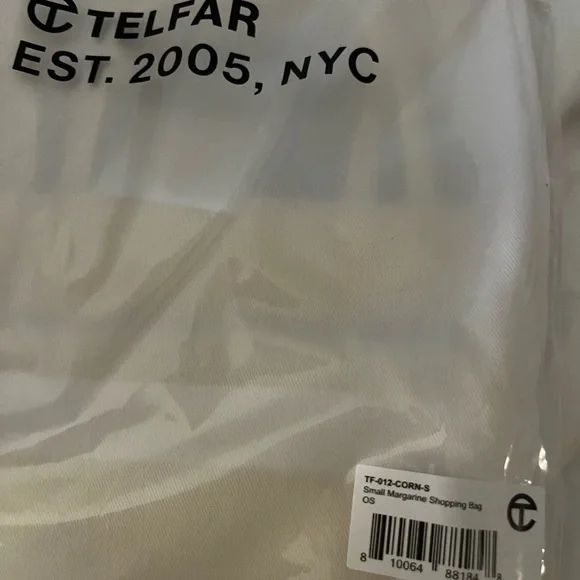 TELFAR
EST. 2005, NYC
TF-012-CORN-S
Small Margarine Shopping Bag
OS
8 10064 88184